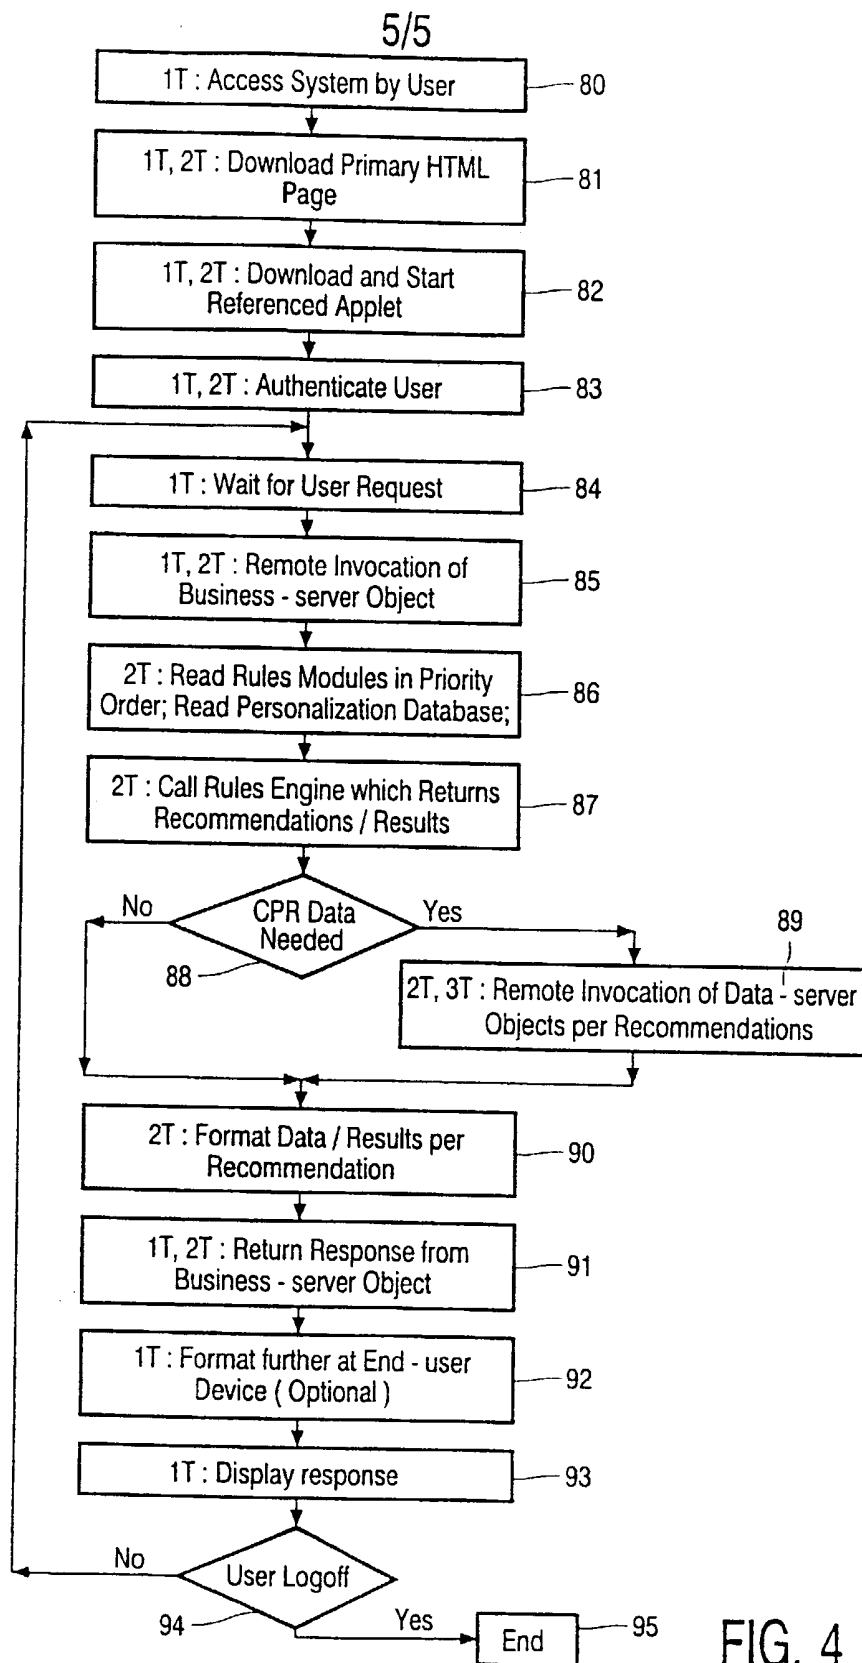 5/5
1T : Access System by User
80
1T, 2T : Download Primary HTML
Page
81
1T, 2T : Download and Start
Referenced Applet
82
1T, 2T : Authenticate User
83
1T : Wait for User Request
84
1T, 2T : Remote Invocation of
Business - server Object
85
2T : Read Rules Modules in Priority
Order; Read Personalization Database;
86
2T : Call Rules Engine which Returns
Recommendations / Results
87
No
CPR Data
Needed
Yes
88
89
2T, 3T : Remote Invocation of Data - server
Objects per Recommendations
2T : Format Data / Results per
Recommendation
90
1T, 2T : Return Response from
Business - server Object
91
1T : Format further at End - user
Device ( Optional )
92
1T : Display response
93
No
User Logoff
94
Yes
End
95
FIG. 4